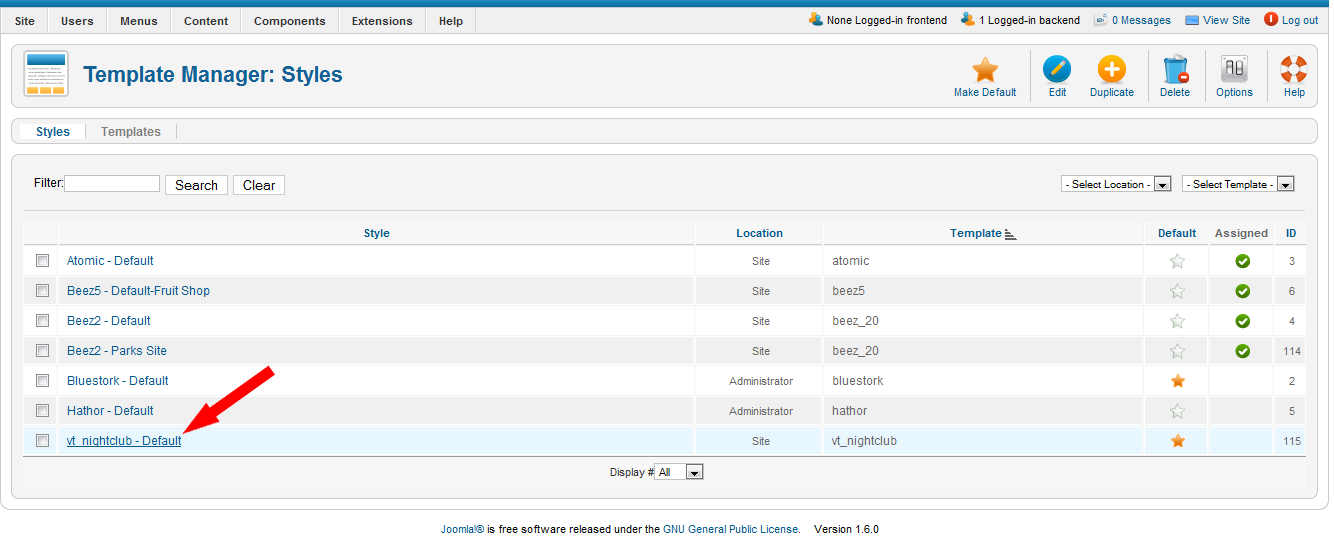 Site Users Menus Content Components Extensions Help None Logged-in frontend 1 Logged-in backend 0 Messages View Site Log out
Template Manager: Styles Make Default Edit Duplicate Delete Options Help
Styles Templates
Filter: Search Clear - Select Location - - Select Template -
Style Location Template Default Assigned ID
Atomic - Default Site atomic 3
Beez5 - Default-Fruit Shop Site beez5 6
Beez2 - Default Site beez_20 4
Beez2 - Parks Site Site beez_20 114
Bluestork - Default Administrator bluestork 2
Hathor - Default Administrator hathor 5
vt_nightclub - Default Site vt_nightclub 115
Display # All
Joomla!® is free software released under the GNU General Public License. Version 1.6.0